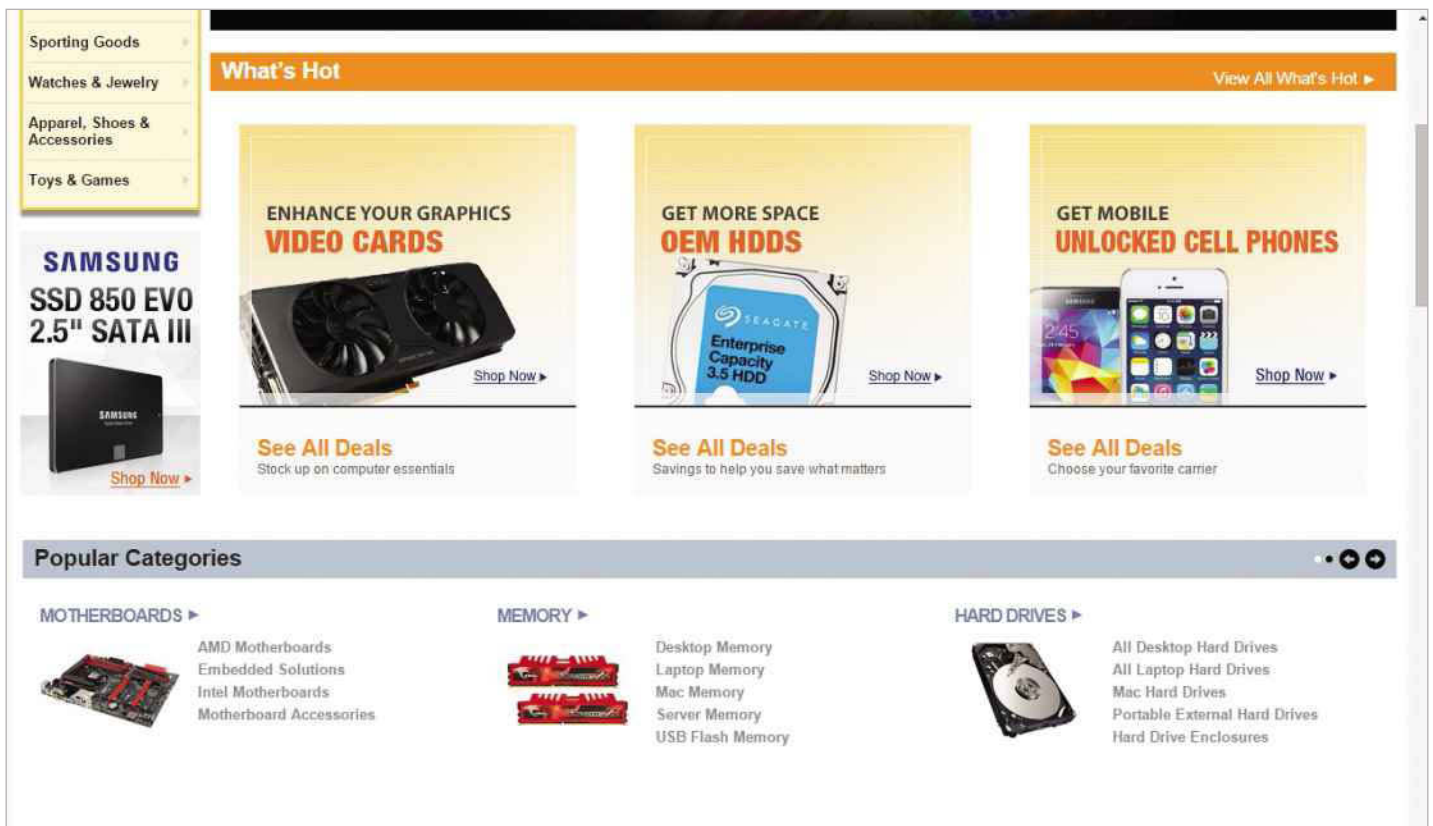 Sporting Goods
Watches & Jewelry
Apparel, Shoes &
Accessories
Toys & Games
SAMSUNG
SSD 850 EVO
2.5" SATA III
SAMSUNG
Shop Now
What's Hot
View All What's Hot
ENHANCE YOUR GRAPHICS
VIDEO CARDS
Shop Now
See All Deals
Stock up on computer essentials
GET MORE SPACE
OEM HDDS
SEAGATE
Enterprise
Capacity
3.5 HDD
Shop Now
See All Deals
Savings to help you save what matters
GET MOBILE
UNLOCKED CELL PHONES
SAMSUNG
2:45
Shop Now
See All Deals
Choose your favorite carrier
Popular Categories
MOTHERBOARDS
AMD Motherboards
Embedded Solutions
Intel Motherboards
Motherboard Accessories
MEMORY
Desktop Memory
Laptop Memory
Mac Memory
Server Memory
USB Flash Memory
HARD DRIVES
All Desktop Hard Drives
All Laptop Hard Drives
Mac Hard Drives
Portable External Hard Drives
Hard Drive Enclosures